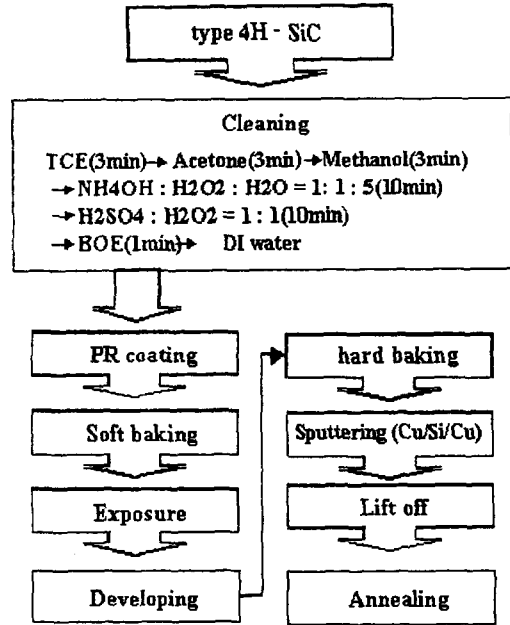 type 4H - SiC
Cleaning
TCE(3min)→ Acetone(3min)→Methanol(3min)
→NH4OH : H2O2 : H2O = 1: 1: 5(10min)
→H2SO4 : H2O2 = 1: 1(10min)
→BOE(1min)→ DI water
PR coating
Soft baking
Exposure
Developing
hard baking
Sputtering (Cu/Si/Cu)
Lift off
Annealing